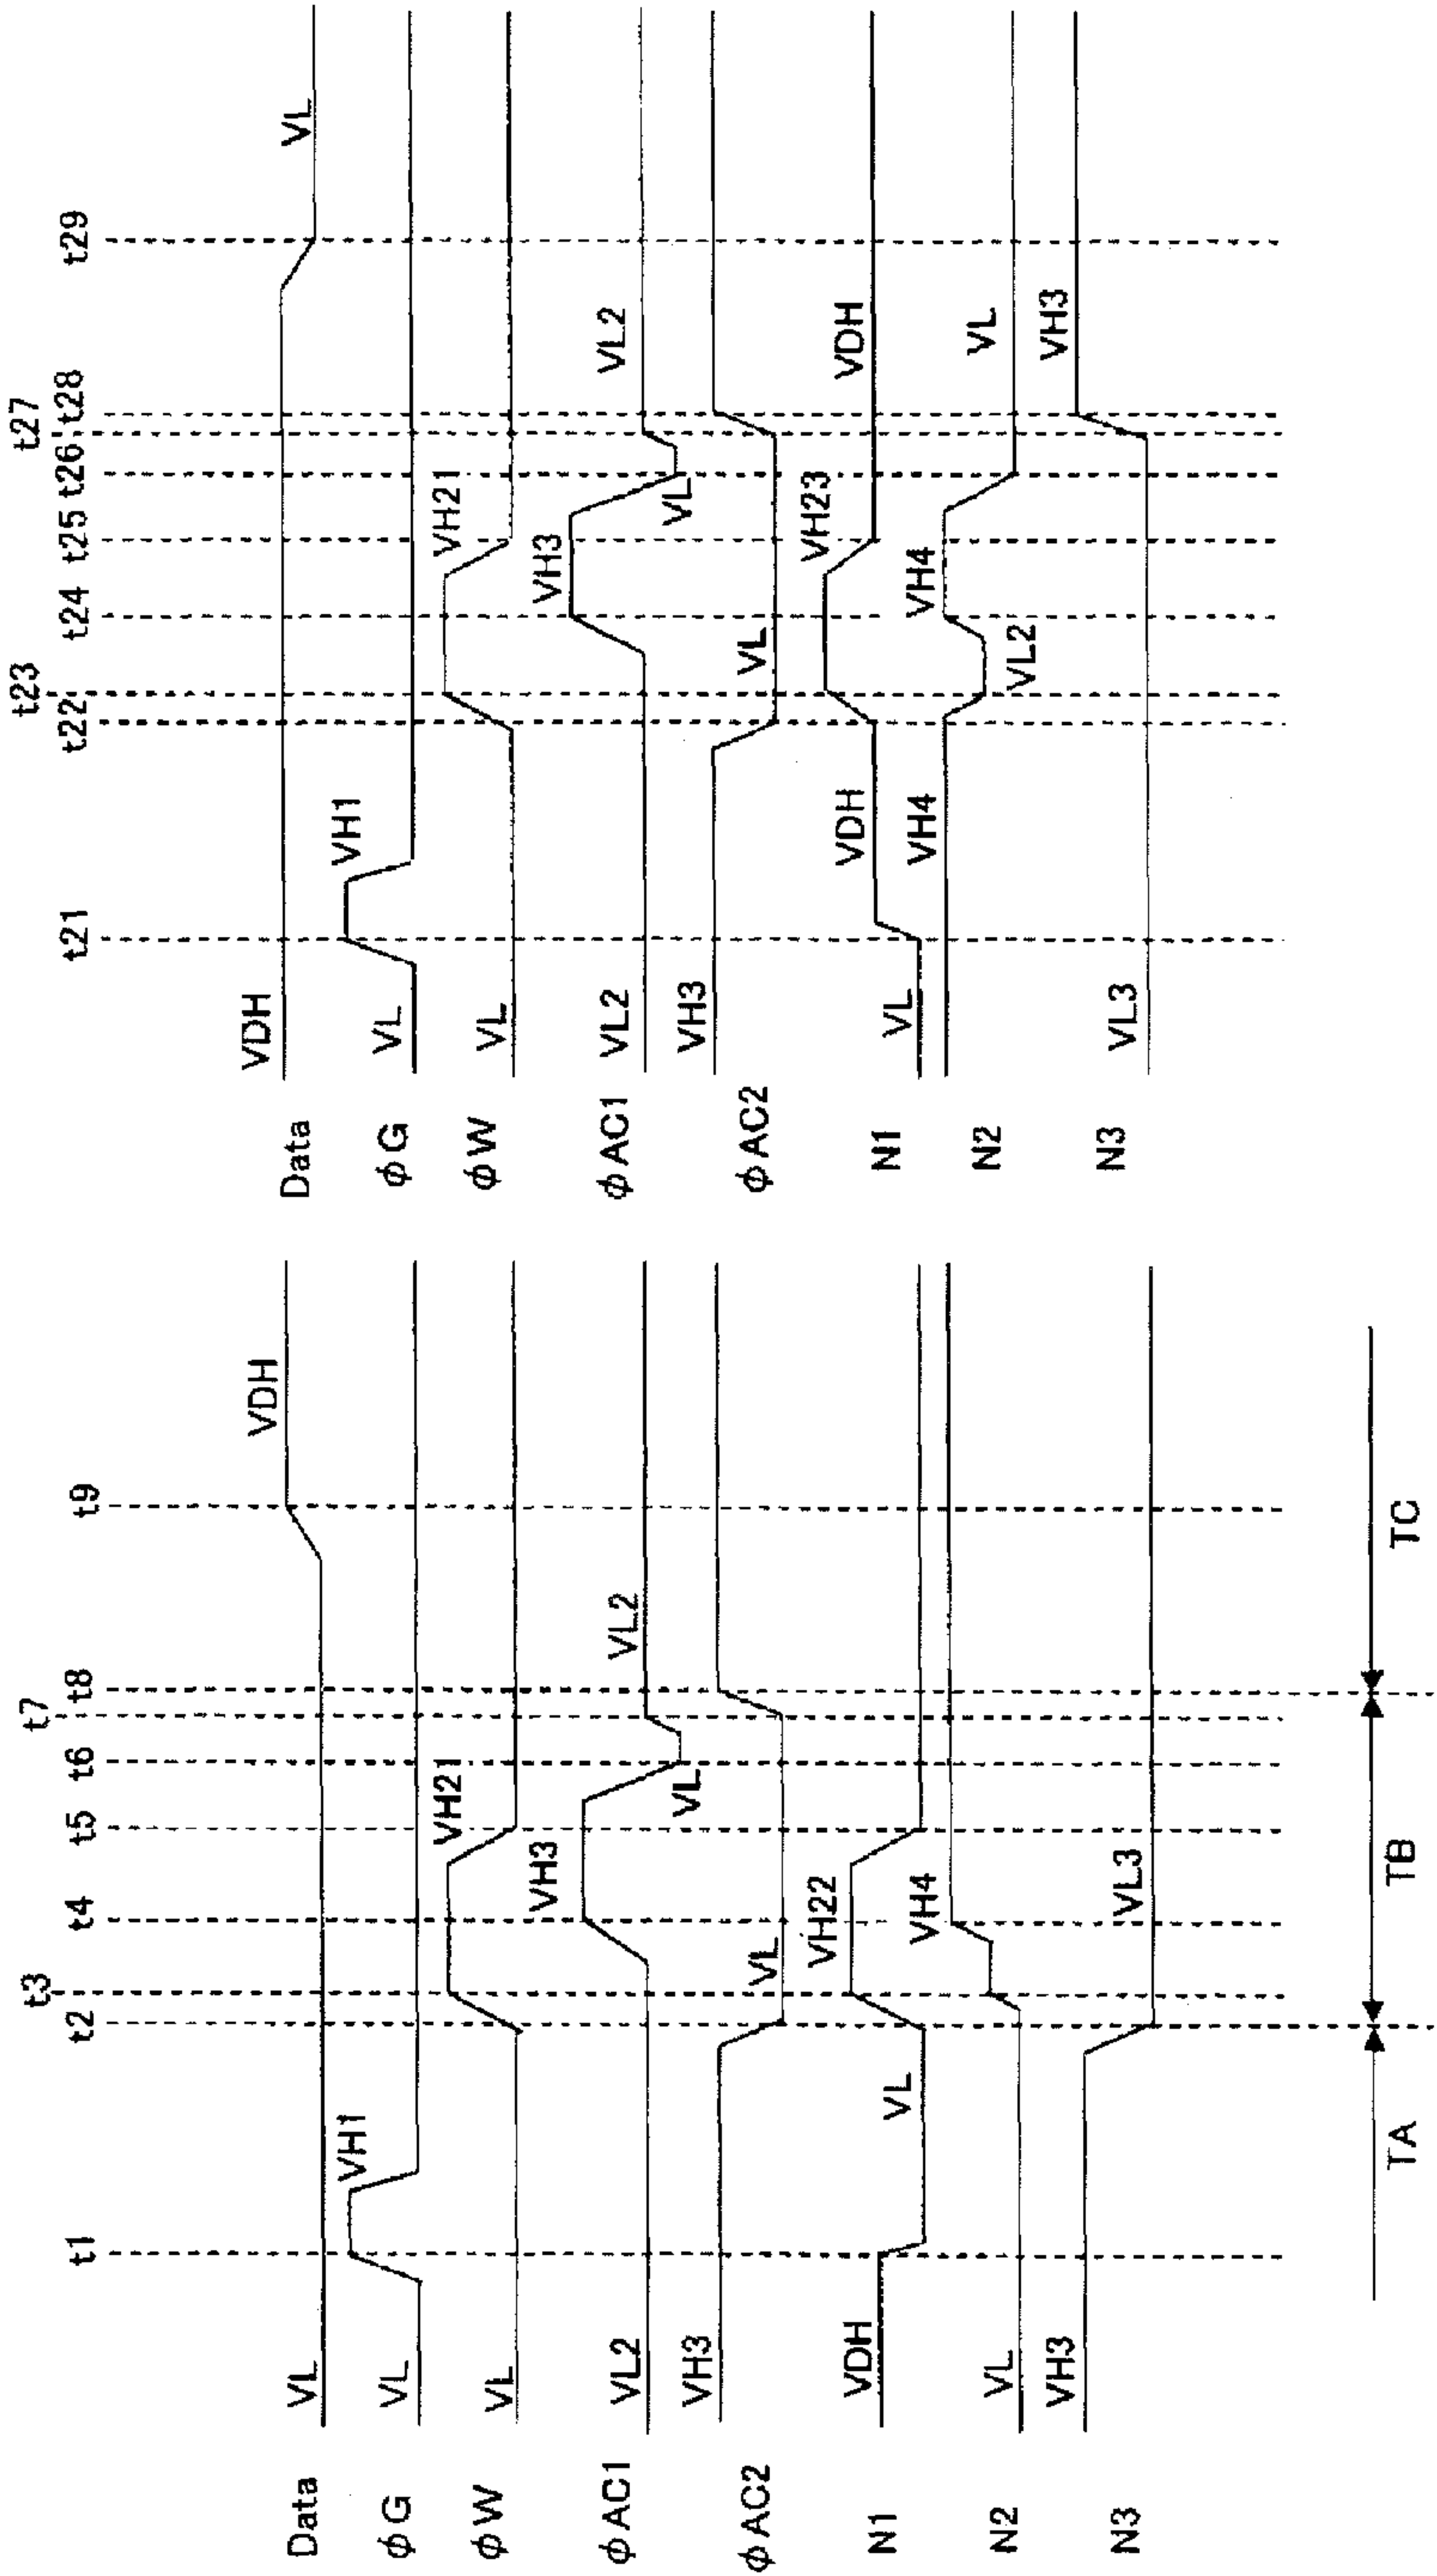 t1 t2 t3 t4 t5 t6 t7 t8 t9
Data VL VDH
φG VL VH1
φW VL VH21
φAC1 VL2 VH3 VL VL2
φAC2 VH3 VL
N1 VDH VL VH22
N2 VL VH4
N3 VH3 VL3
TA TB TC
t21 t22 t23 t24 t25 t26 t27 t28 t29
Data VDH VL
φG VL VH1
φW VL VH21
φAC1 VL2 VH3 VL VL2
φAC2 VH3 VL
N1 VL VDH VH23 VDH
N2 VH4 VL2 VH4 VL
N3 VL3 VH3